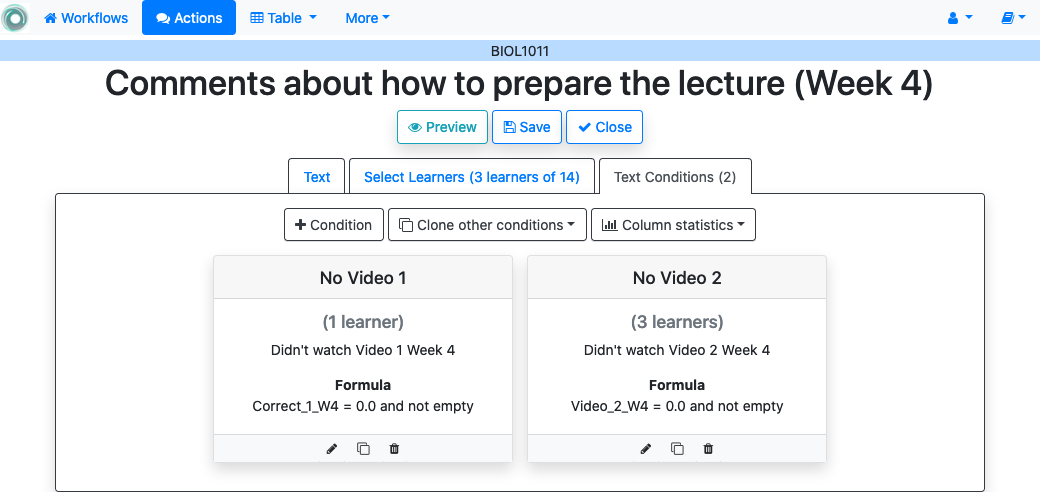 Workflows Actions Table More
BIOL1011
Comments about how to prepare the lecture (Week 4)
Preview Save Close
Text Select Learners (3 learners of 14) Text Conditions (2)
Condition Clone other conditions Column statistics
No Video 1
(1 learner)
Didn't watch Video 1 Week 4
Formula
Correct_1_W4 = 0.0 and not empty
No Video 2
(3 learners)
Didn't watch Video 2 Week 4
Formula
Video_2_W4 = 0.0 and not empty